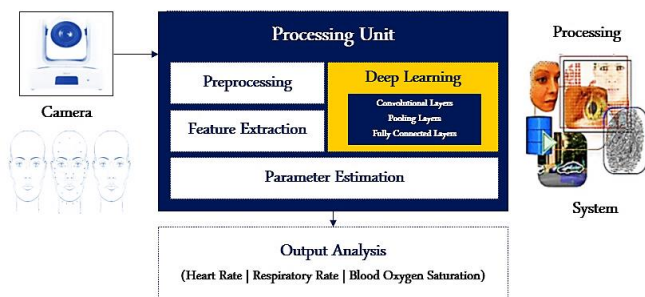 Camera
Processing Unit
Preprocessing
Feature Extraction
Deep Learning
Convolutional Layers
Pooling Layers
Fully Connected Layers
Parameter Estimation
Output Analysis
(Heart Rate | Respiratory Rate | Blood Oxygen Saturation)
Processing
System